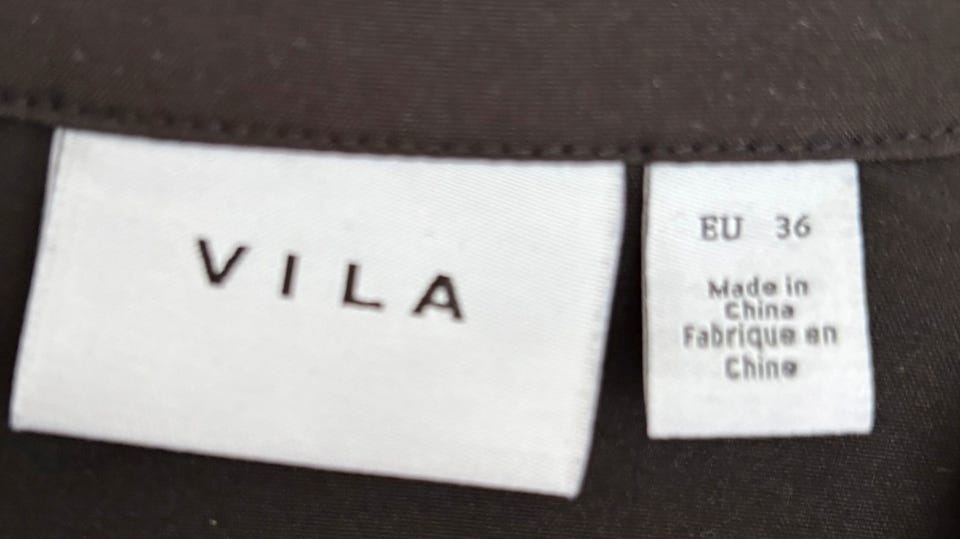 VILA
EU 36
Made in
China
Fabrique en
Chine